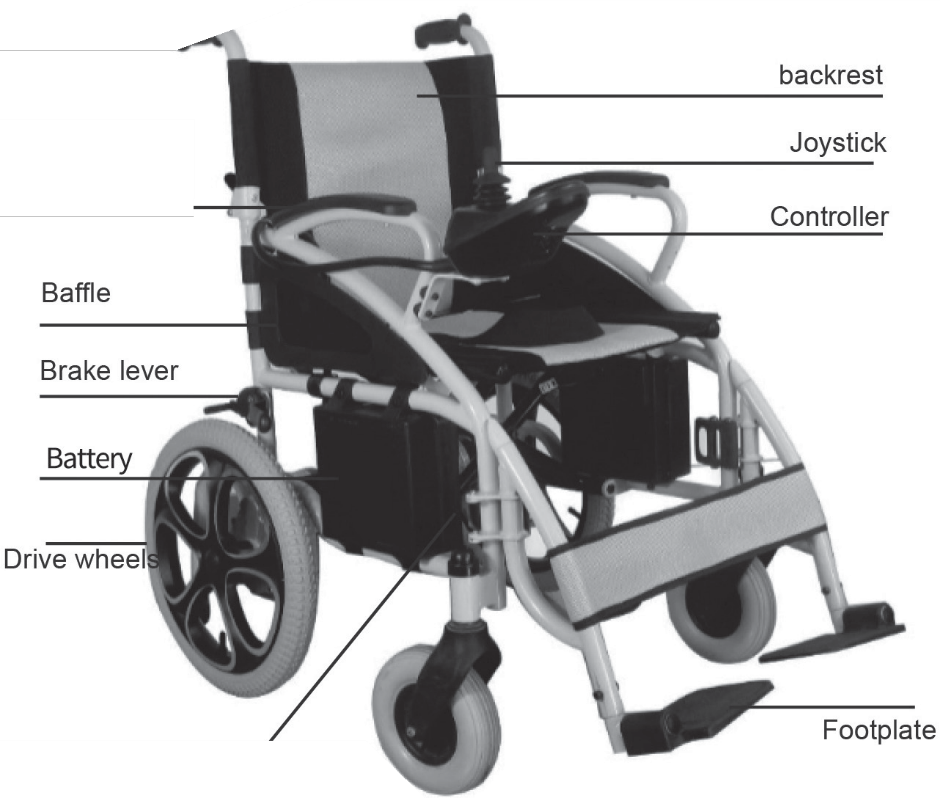 backrest
Joystick
Controller
Baffle
Brake lever
Battery
Drive wheels
Footplate